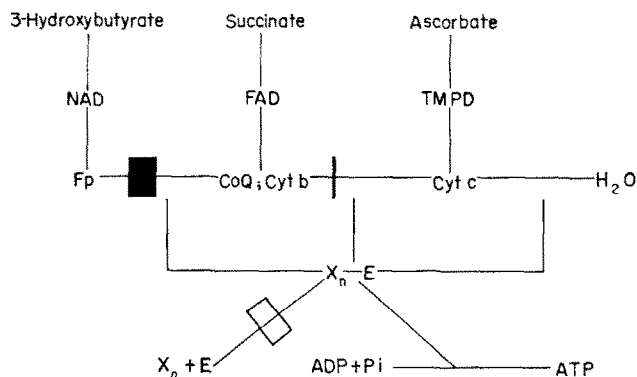 3-Hydroxybutyrate Succinate Ascorbate
NAD FAD TMPD
Fp CoQ ; Cyt b Cyt c H₂O
Xₙ E
Xₙ + E ADP+Pi ATP